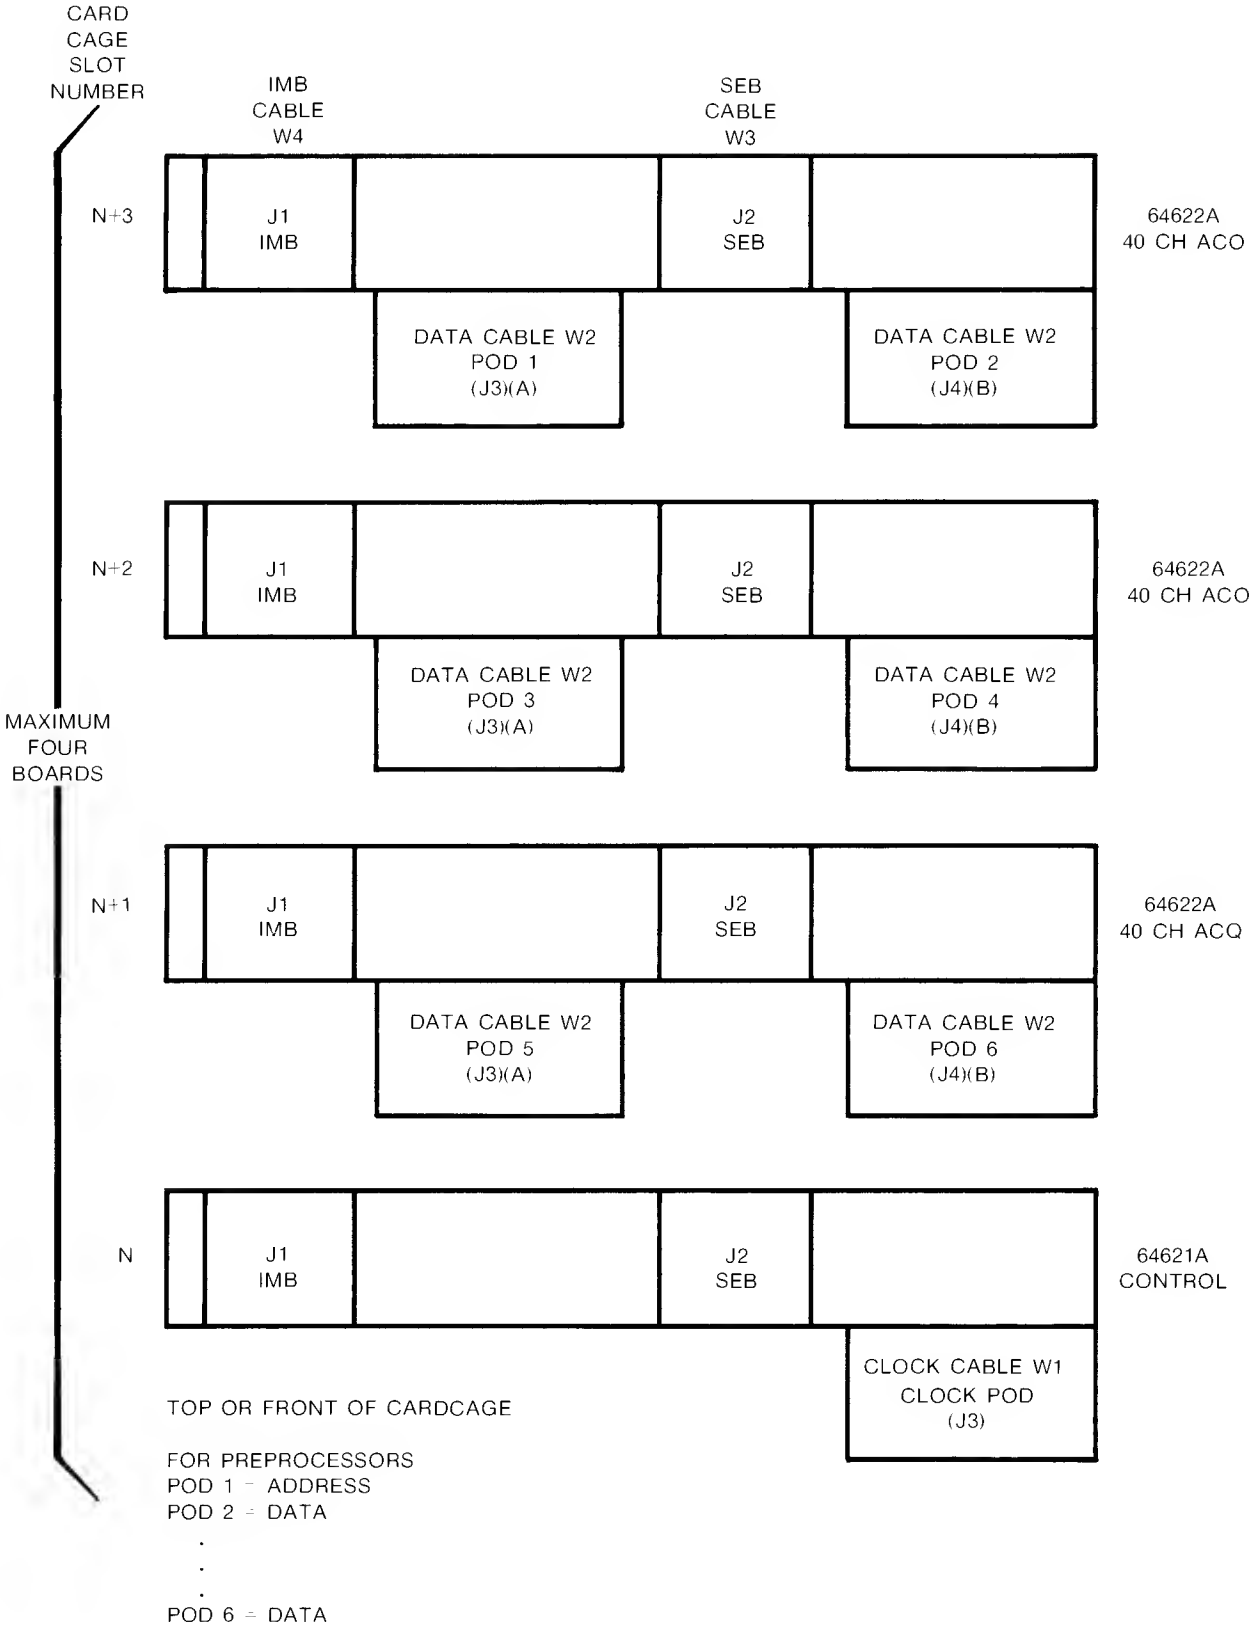 CARD
CAGE
SLOT
NUMBER
IMB
CABLE
W4
SEB
CABLE
W3
N+3
J1
IMB
J2
SEB
64622A
40 CH ACO
DATA CABLE W2
POD 1
(J3)(A)
DATA CABLE W2
POD 2
(J4)(B)
N+2
J1
IMB
J2
SEB
64622A
40 CH ACO
DATA CABLE W2
POD 3
(J3)(A)
DATA CABLE W2
POD 4
(J4)(B)
MAXIMUM
FOUR
BOARDS
N+1
J1
IMB
J2
SEB
64622A
40 CH ACQ
DATA CABLE W2
POD 5
(J3)(A)
DATA CABLE W2
POD 6
(J4)(B)
N
J1
IMB
J2
SEB
64621A
CONTROL
CLOCK CABLE W1
CLOCK POD
(J3)
TOP OR FRONT OF CARDCAGE
FOR PREPROCESSORS
POD 1 = ADDRESS
POD 2 = DATA
.
.
.
POD 6 = DATA